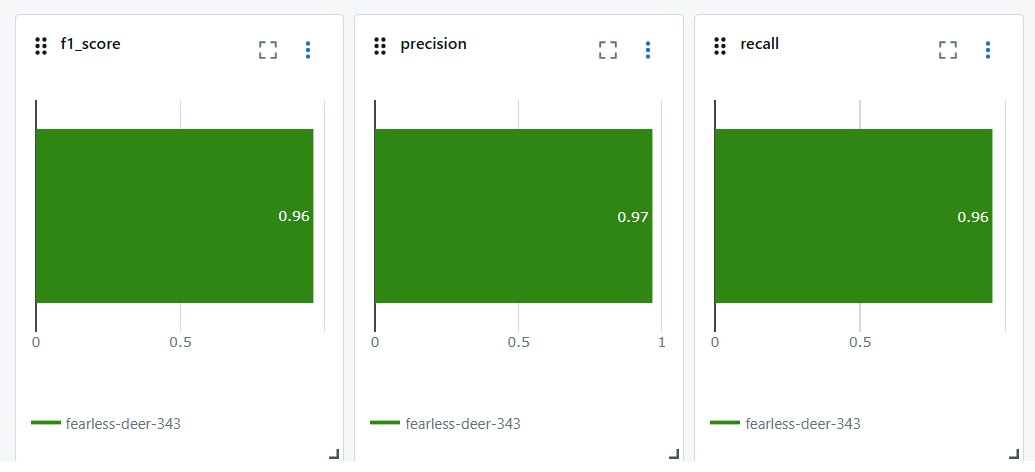 f1_score
0.96
0 0.5
fearless-deer-343
precision
0.97
0 0.5 1
fearless-deer-343
recall
0.96
0 0.5
fearless-deer-343